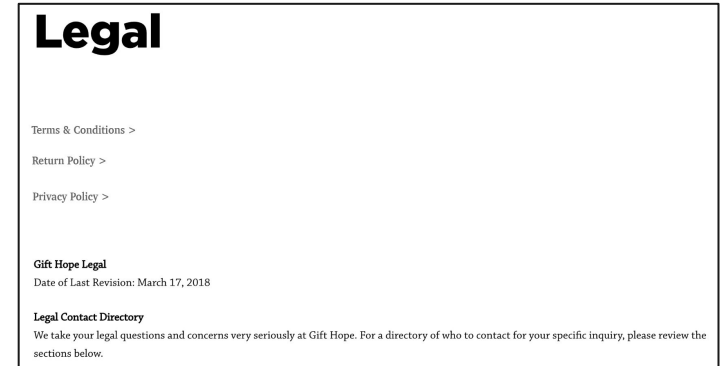 Legal
Terms & Conditions >
Return Policy >
Privacy Policy >
Gift Hope Legal
Date of Last Revision: March 17, 2018
Legal Contact Directory
We take your legal questions and concerns very seriously at Gift Hope. For a directory of who to contact for your specific inquiry, please review the
sections below.